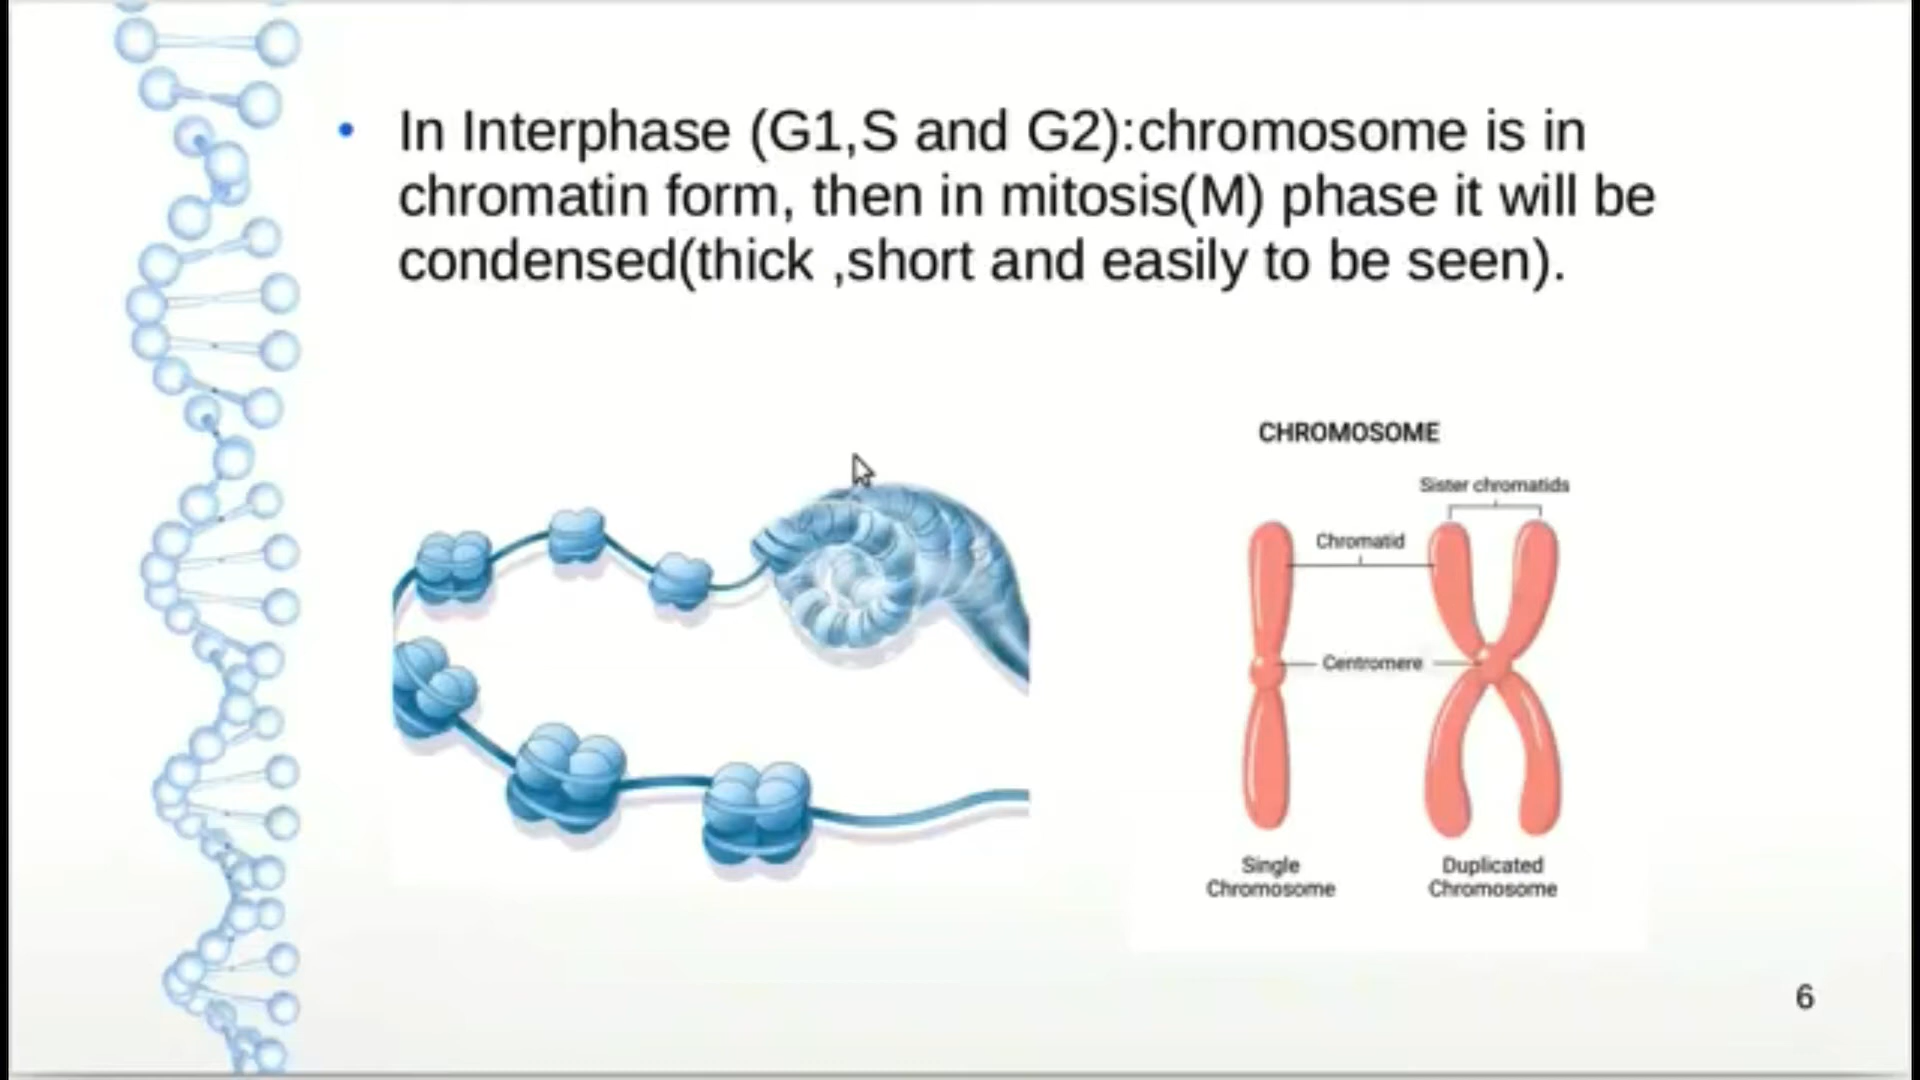 • In Interphase (G1,S and G2):chromosome is in
chromatin form, then in mitosis(M) phase it will be
condensed(thick ,short and easily to be seen).
CHROMOSOME
Sister chromatids
Chromatid
Centromere
Single
Chromosome
Duplicated
Chromosome
6